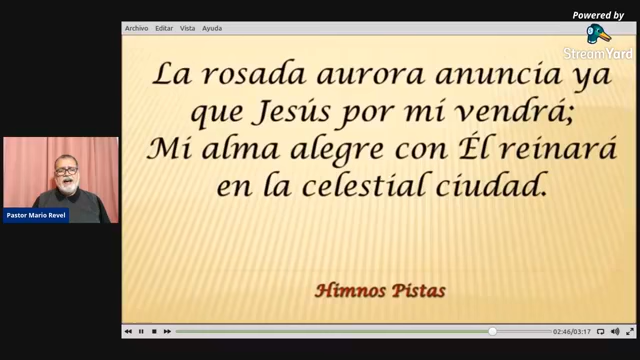 Powered by
StreamYard
Archivo Editar Vista Ayuda
La rosada aurora anuncia ya
que Jesús por mí vendrá;
Mi alma alegre con Él reinará
en la celestial ciudad.
Himnos Pistas
Pastor Mario Revel
02:46/03:17